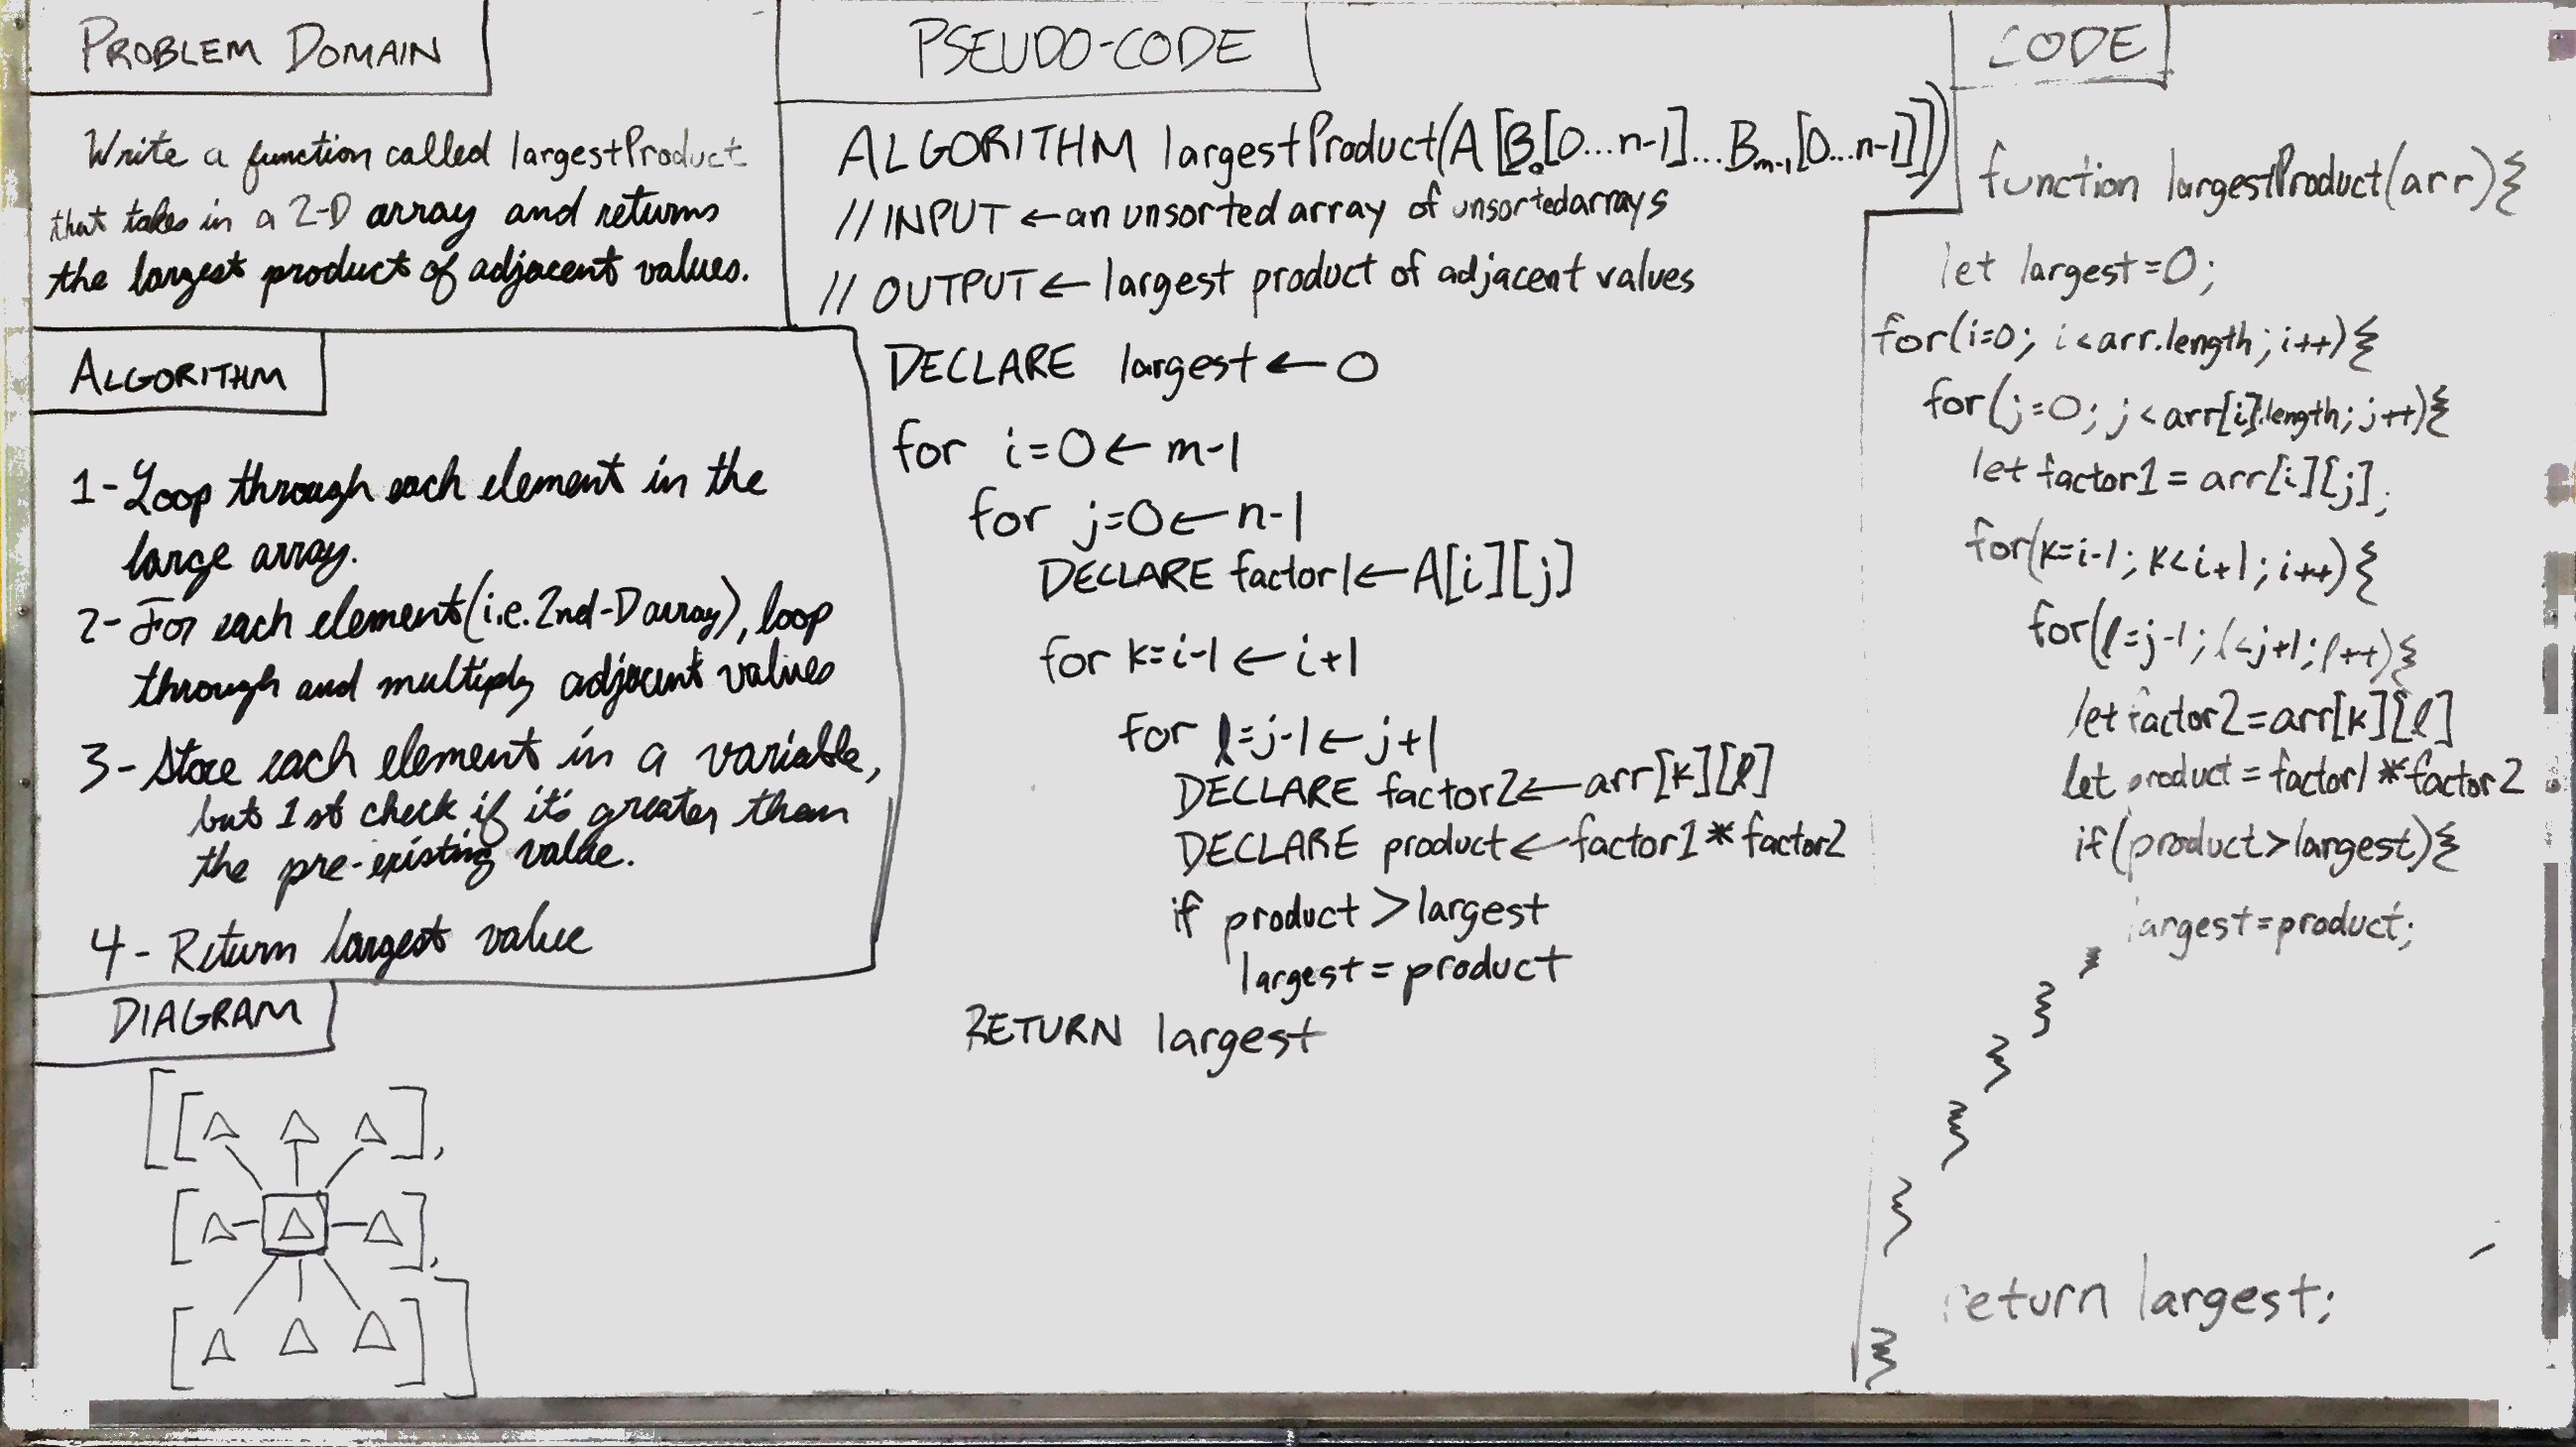 PROBLEM DOMAIN
Write a function called largestProduct
that takes in a 2-D array and returns
the largest product of adjacent values.
ALGORITHM
1- Loop through each element in the
large array.
2- For each element (i.e. 2nd-D array), loop
through and multiply adjacent values
3- Store each element in a variable,
but 1st check if it's greater than
the pre-existing value.
4- Return largest value
DIAGRAM
[[△ △ △],
[△ △ △],
[△ △ △]]
PSEUDO-CODE
ALGORITHM largestProduct(A[B₀[0...n-1]...Bₘ₋₁[0...n-1]])
// INPUT ← an unsorted array of unsorted arrays
// OUTPUT ← largest product of adjacent values
DECLARE largest ← 0
for i=0 ← m-1
for j=0 ← n-1
DECLARE factor1 ← A[i][j]
for k=i-1 ← i+1
for l=j-1 ← j+1
DECLARE factor2 ← arr[k][l]
DECLARE product ← factor1 * factor2
if product > largest
largest = product
RETURN largest
CODE
function largestProduct(arr){
let largest=0;
for(i=0; i<arr.length; i++){
for(j=0; j<arr[i].length; j++){
let factor1 = arr[i][j];
for(k=i-1; k<i+1; i++){
for(l=j-1; l<j+1; l++){
let factor2=arr[k][l]
let product = factor1 * factor2
if(product>largest){
largest=product;
}
}
}
}
}
return largest;
}